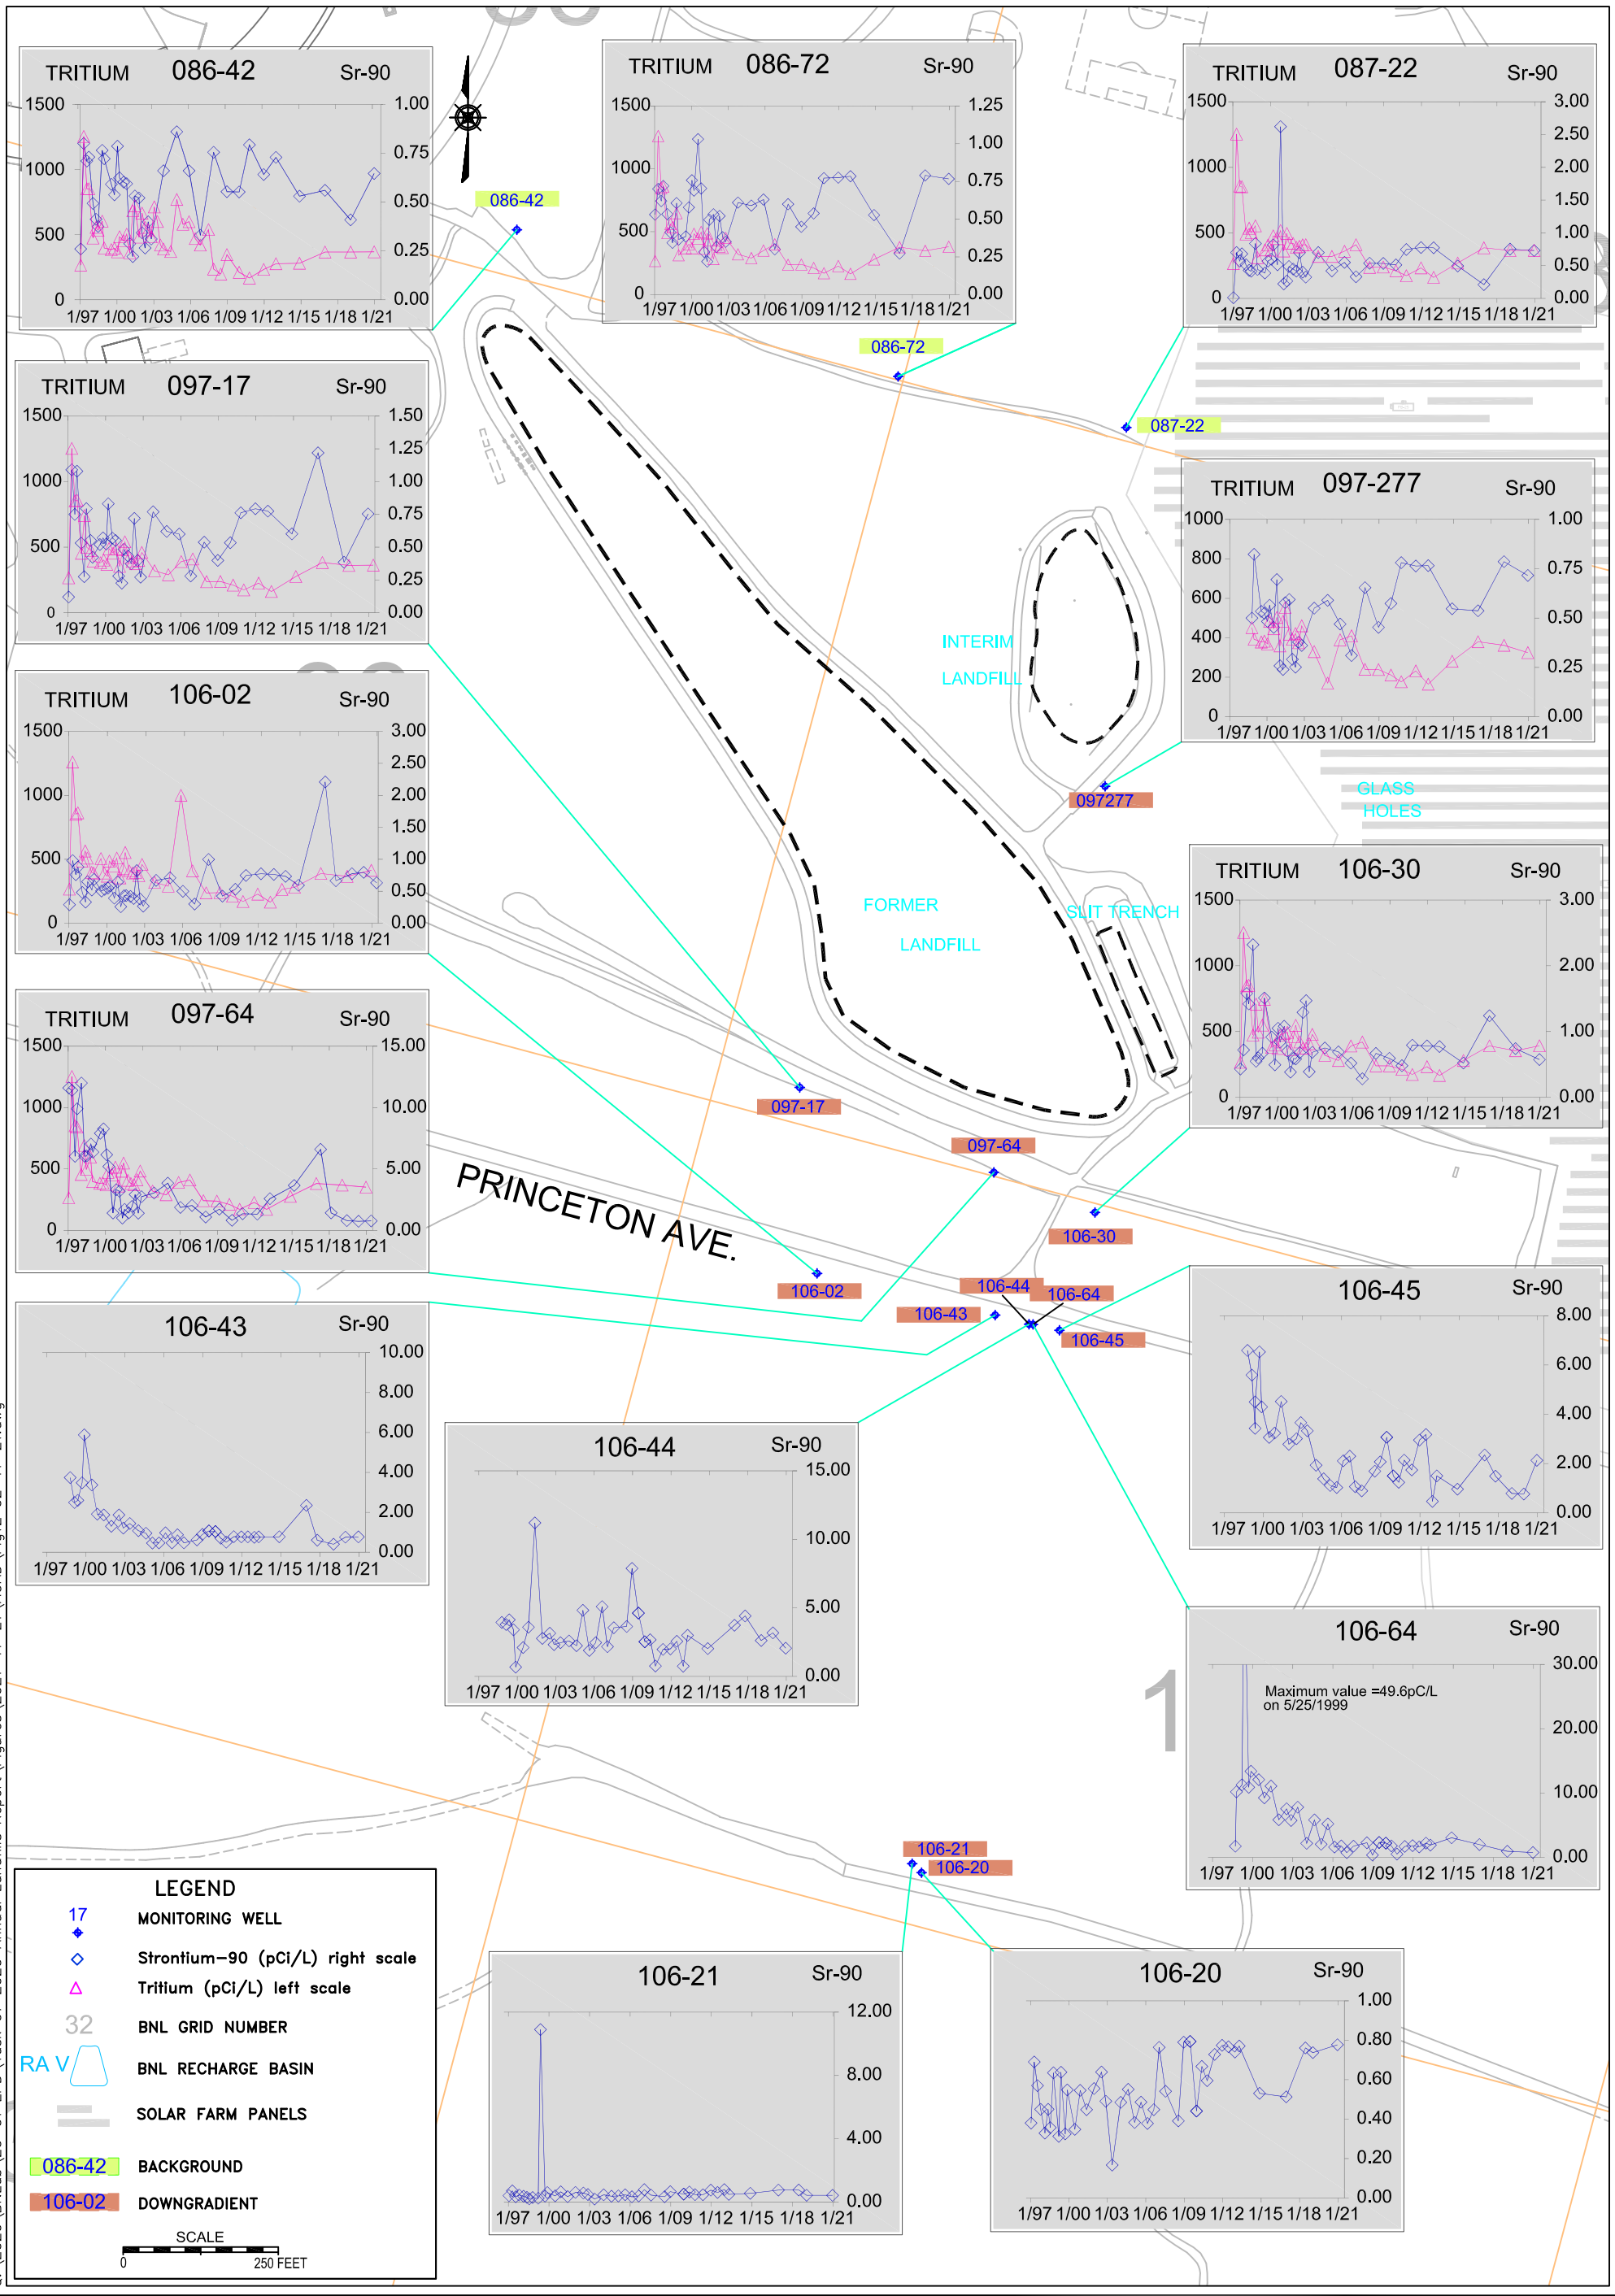 TRITIUM 086-42 Sr-90
1500 1.00
1000 0.75
0.50
500 0.25
0 0.00
1/97 1/00 1/03 1/06 1/09 1/12 1/15 1/18 1/21
TRITIUM 086-72 Sr-90
1500 1.25
1.00
1000 0.75
500 0.50
0.25
0 0.00
1/97 1/00 1/03 1/06 1/09 1/12 1/15 1/18 1/21
TRITIUM 087-22 Sr-90
1500 3.00
2.50
1000 2.00
1.50
500 1.00
0.50
0 0.00
1/97 1/00 1/03 1/06 1/09 1/12 1/15 1/18 1/21
086-42
086-72
087-22
TRITIUM 097-17 Sr-90
1500 1.50
1.25
1000 1.00
0.75
500 0.50
0.25
0 0.00
1/97 1/00 1/03 1/06 1/09 1/12 1/15 1/18 1/21
TRITIUM 097-277 Sr-90
1000 1.00
800 0.75
600 0.50
400
200 0.25
0 0.00
1/97 1/00 1/03 1/06 1/09 1/12 1/15 1/18 1/21
INTERIM
LANDFILL
097277
GLASS
HOLES
TRITIUM 106-02 Sr-90
1500 3.00
2.50
1000 2.00
1.50
500 1.00
0.50
0 0.00
1/97 1/00 1/03 1/06 1/09 1/12 1/15 1/18 1/21
FORMER
LANDFILL
SLIT TRENCH
TRITIUM 106-30 Sr-90
1500 3.00
1000 2.00
500 1.00
0 0.00
1/97 1/00 1/03 1/06 1/09 1/12 1/15 1/18 1/21
TRITIUM 097-64 Sr-90
1500 15.00
1000 10.00
500 5.00
0 0.00
1/97 1/00 1/03 1/06 1/09 1/12 1/15 1/18 1/21
097-17
097-64
PRINCETON AVE.
106-30
106-02
106-44
106-64
106-43
106-45
106-43 Sr-90
10.00
8.00
6.00
4.00
2.00
0.00
1/97 1/00 1/03 1/06 1/09 1/12 1/15 1/18 1/21
106-45 Sr-90
8.00
6.00
4.00
2.00
0.00
1/97 1/00 1/03 1/06 1/09 1/12 1/15 1/18 1/21
106-44 Sr-90
15.00
10.00
5.00
0.00
1/97 1/00 1/03 1/06 1/09 1/12 1/15 1/18 1/21
106-64 Sr-90
30.00
Maximum value =49.6pC/L
on 5/25/1999
20.00
10.00
0.00
1/97 1/00 1/03 1/06 1/09 1/12 1/15 1/18 1/21
1
106-21
106-20
LEGEND
17 MONITORING WELL
Strontium-90 (pCi/L) right scale
Tritium (pCi/L) left scale
32 BNL GRID NUMBER
RA V BNL RECHARGE BASIN
SOLAR FARM PANELS
086-42 BACKGROUND
106-02 DOWNGRADIENT
SCALE
0 250 FEET
106-21 Sr-90
12.00
8.00
4.00
0.00
1/97 1/00 1/03 1/06 1/09 1/12 1/15 1/18 1/21
106-20 Sr-90
1.00
0.80
0.60
0.40
0.20
0.00
1/97 1/00 1/03 1/06 1/09 1/12 1/15 1/18 1/21